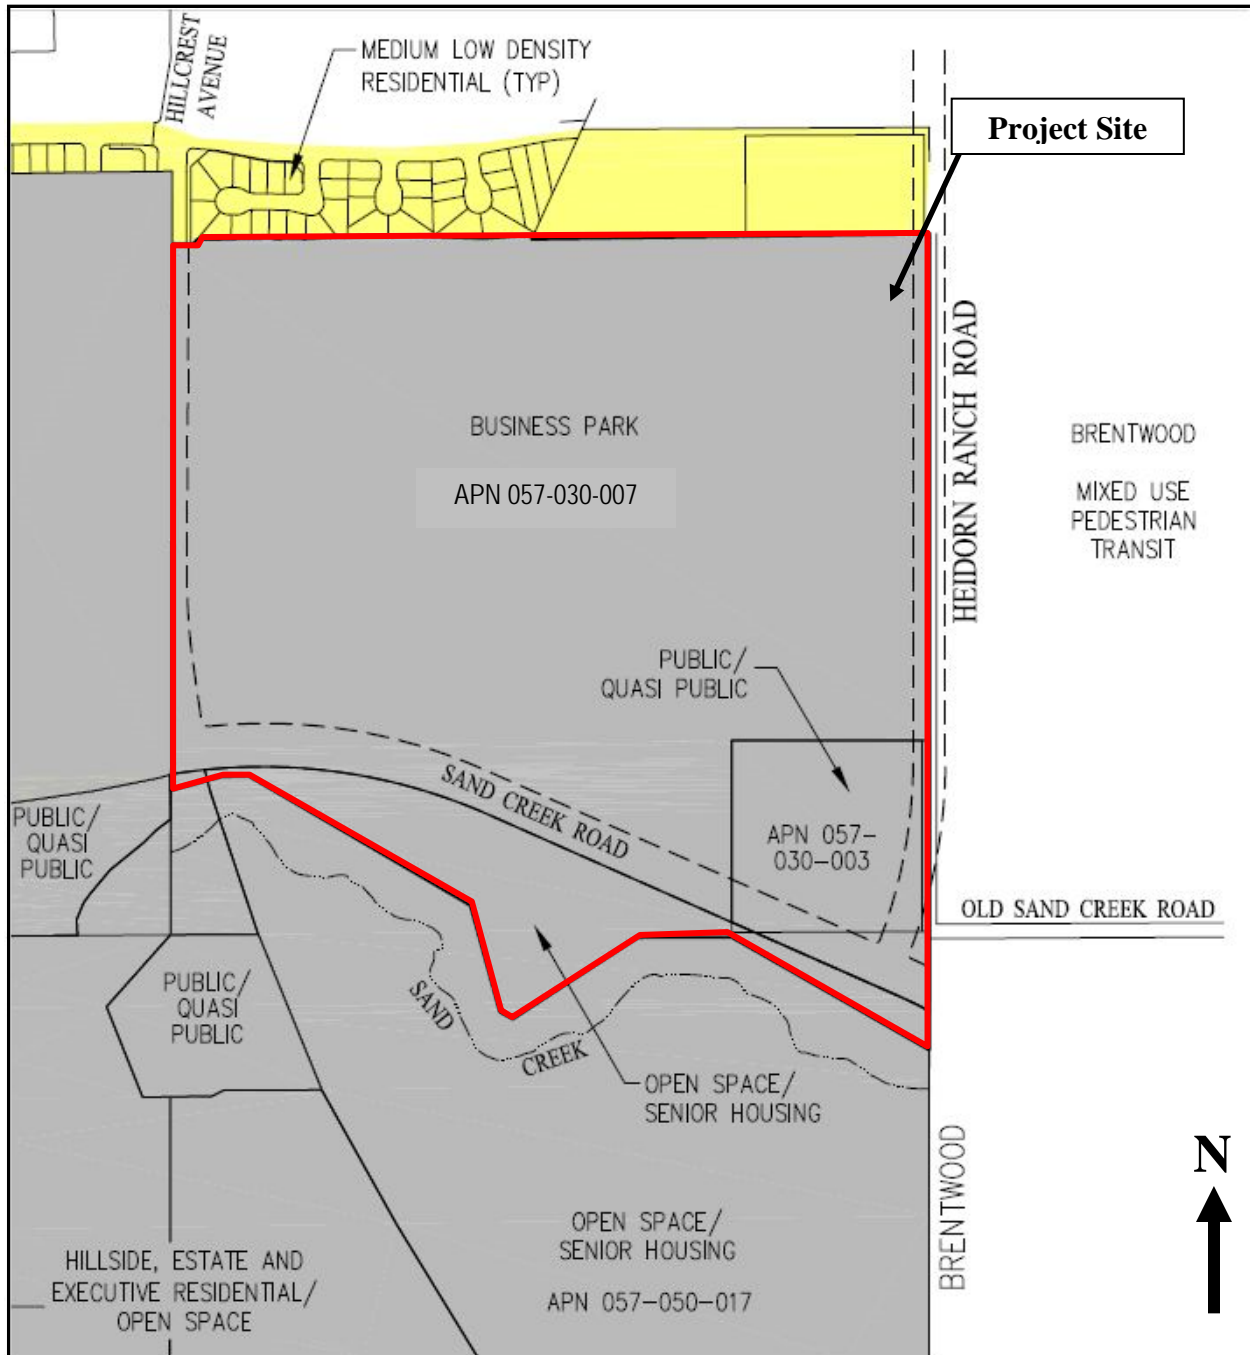 HILLCREST
AVENUE
MEDIUM LOW DENSITY
RESIDENTIAL (TYP)
Project Site
BUSINESS PARK
APN 057-030-007
HEIDORN RANCH ROAD
BRENTWOOD
MIXED USE
PEDESTRIAN
TRANSIT
PUBLIC/
QUASI PUBLIC
SAND CREEK ROAD
APN 057-
030-003
PUBLIC/
QUASI
PUBLIC
OLD SAND CREEK ROAD
PUBLIC/
QUASI
PUBLIC
SAND
CREEK
OPEN SPACE/
SENIOR HOUSING
BRENTWOOD
N
OPEN SPACE/
SENIOR HOUSING
APN 057-050-017
HILLSIDE, ESTATE AND
EXECUTIVE RESIDENTIAL/
OPEN SPACE